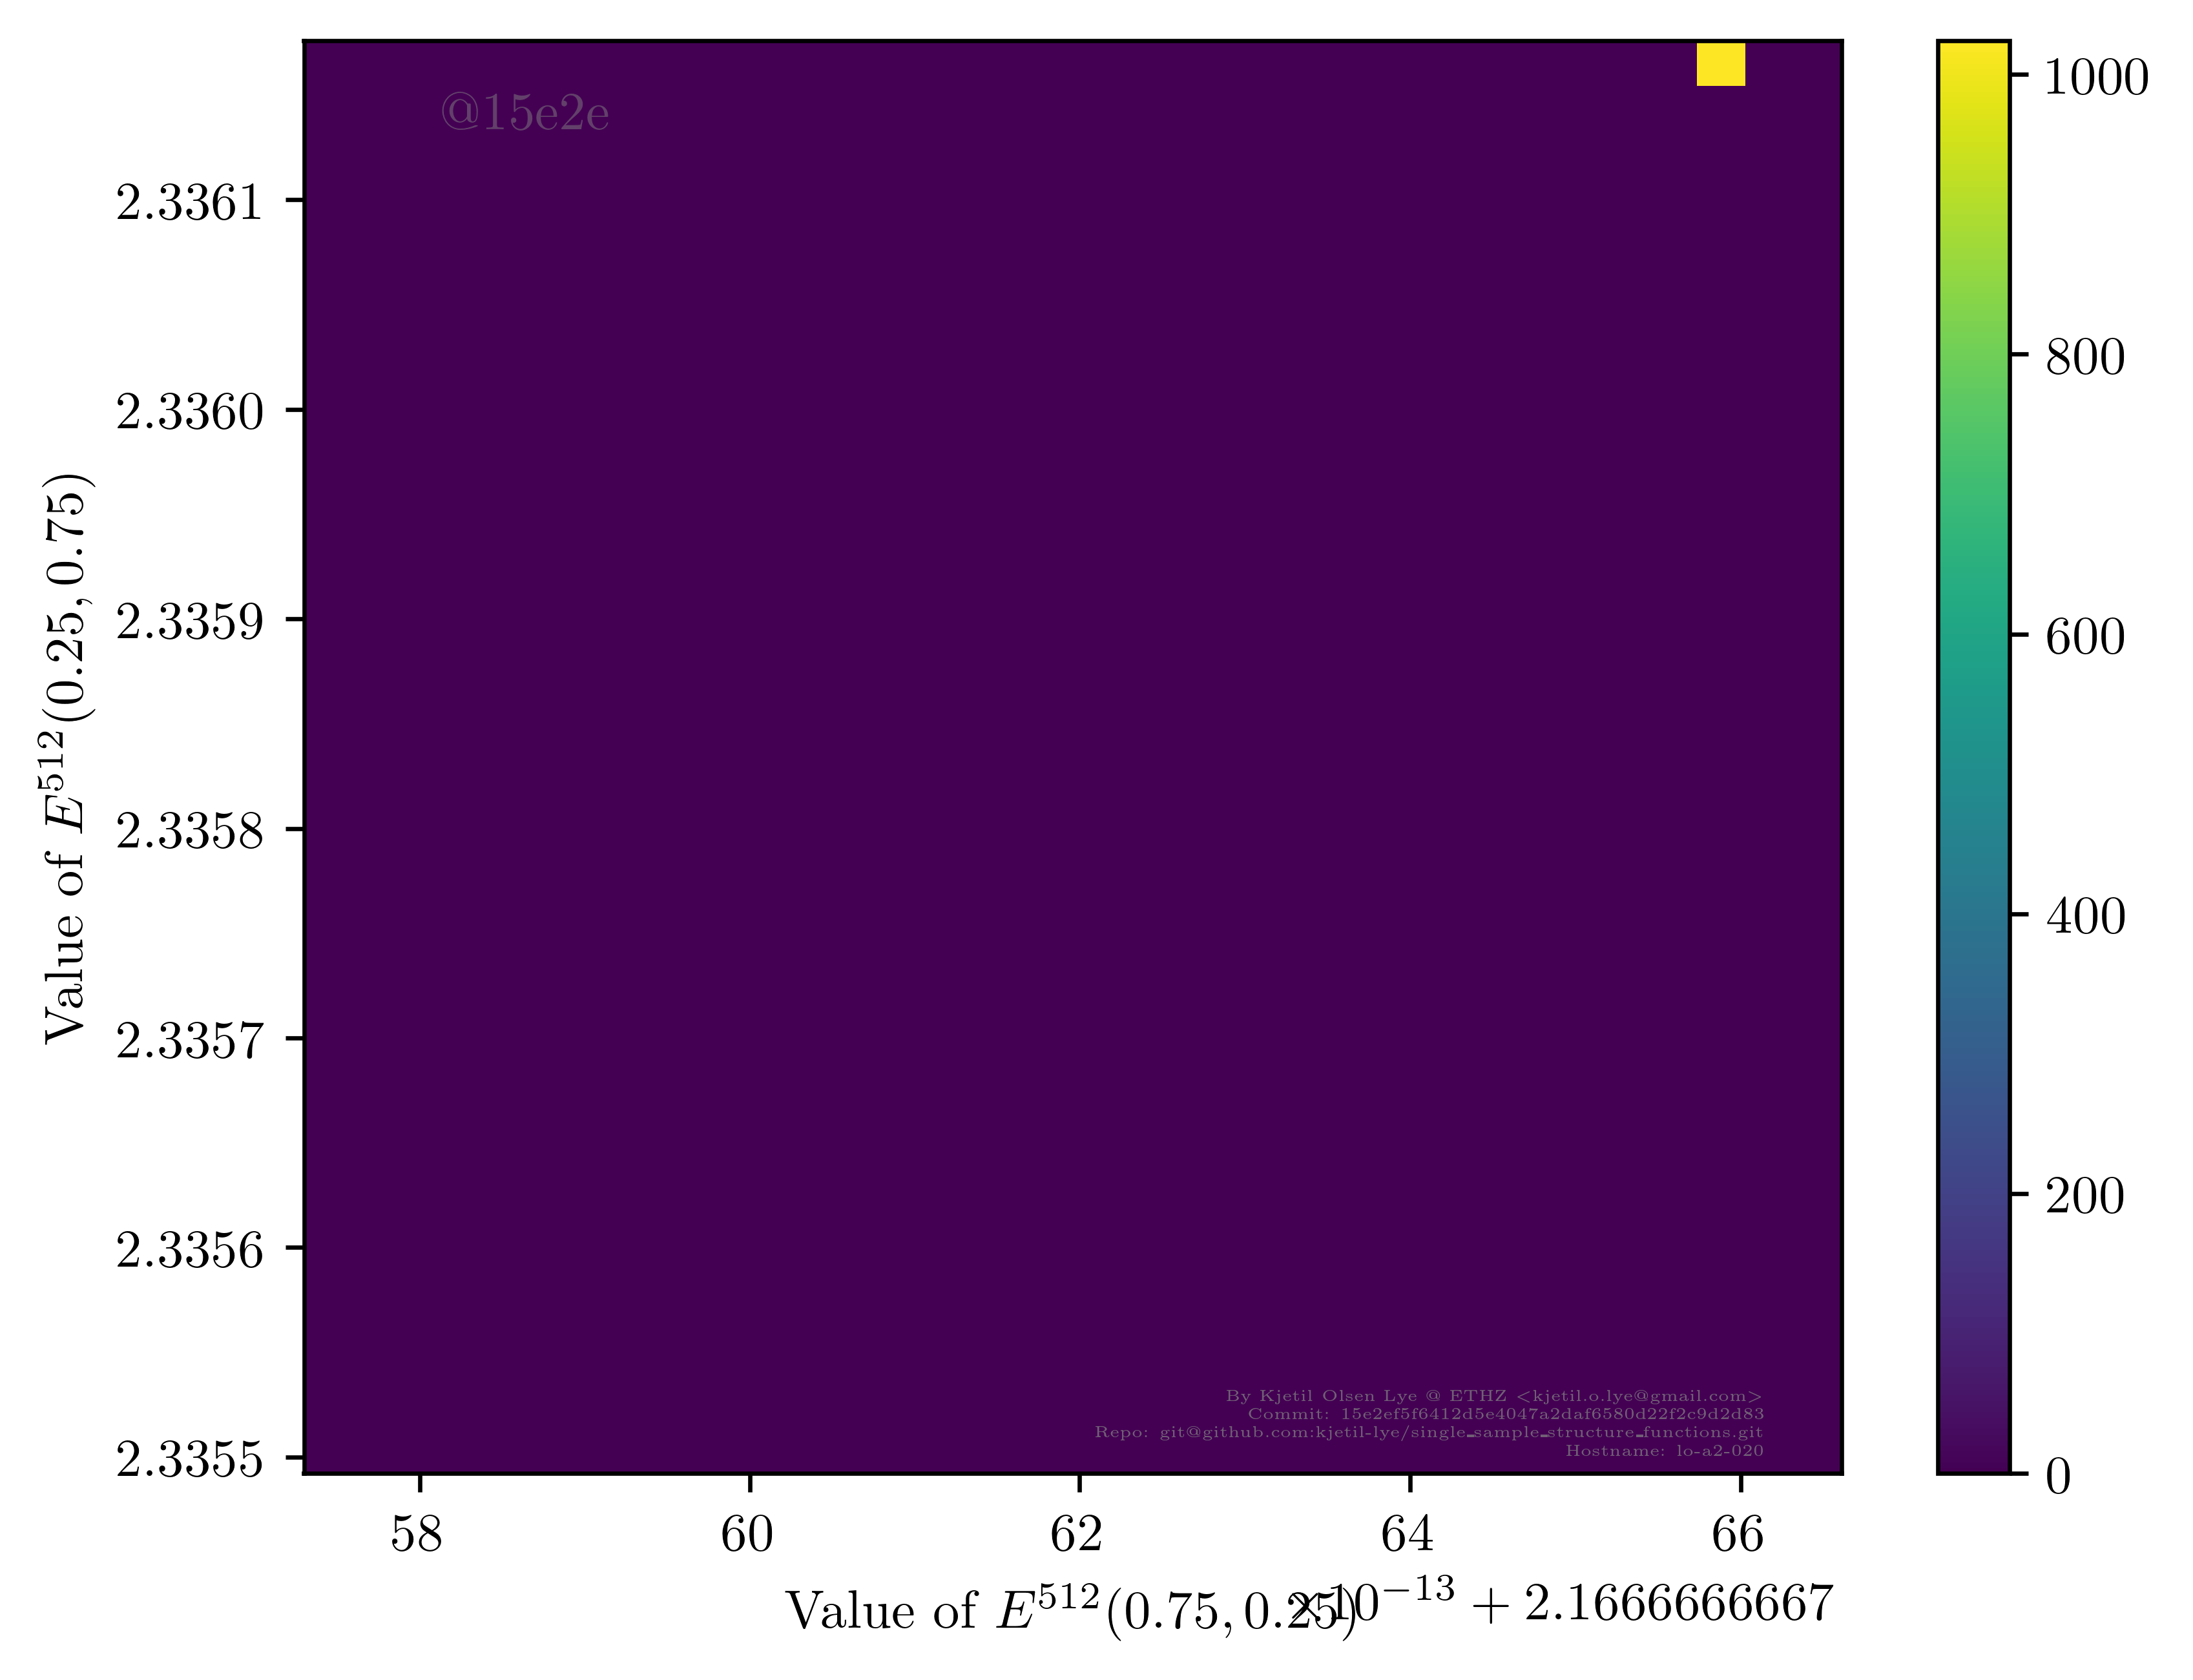 @15e2e
2.3361
2.3360
2.3359
2.3358
2.3357
2.3356
2.3355
Value of E^512(0.25, 0.75)
1000
800
600
400
200
0
By Kjetil Olsen Lye @ ETHZ <kjetil.o.lye@gmail.com>
Commit: 15e2ef5f6412d5e4047a2daf6580d22f2c9d2d83
Repo: git@github.com:kjetil-lye/single_sample_structure_functions.git
Hostname: lo-a2-020
58 60 62 64 66
Value of E^512(0.75, 0.25)
×10^−13 + 2.1666666667